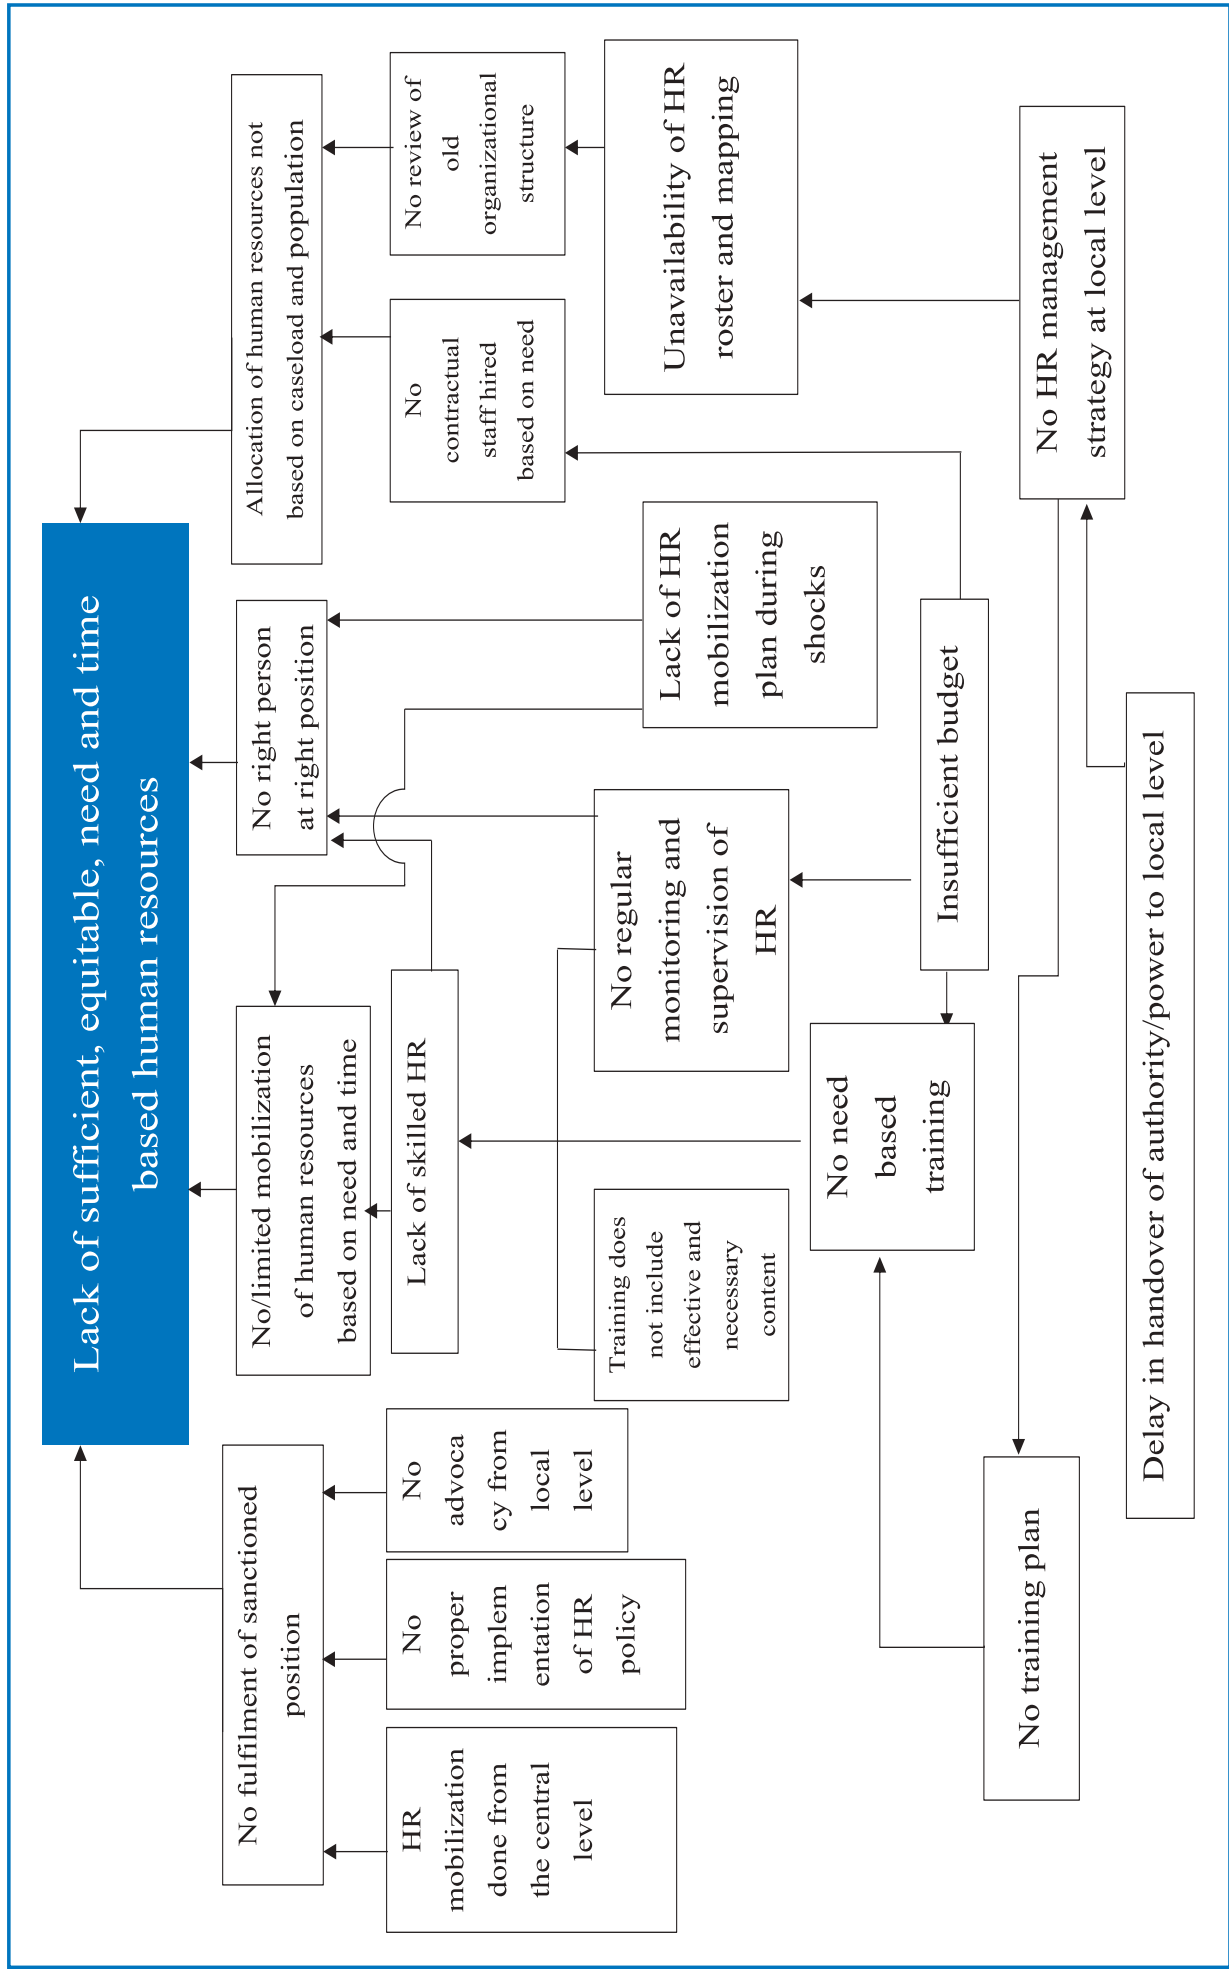 Lack of sufficient, equitable, need and time
based human resources
No fulfilment of sanctioned
position
No/limited mobilization
of human resources
based on need and time
No right person
at right position
Allocation of human resources not
based on caseload and population
HR
mobilization
done from
the central
level
No
proper
implem
entation
of HR
policy
No
advoca
cy from
local
level
Lack of skilled HR
No
contractual
staff hired
based on need
No review of
old
organizational
structure
Training does
not include
effective and
necessary
content
No regular
monitoring and
supervision of
HR
Lack of HR
mobilization
plan during
shocks
Unavailability of HR
roster and mapping
No need
based
training
Insufficient budget
No training plan
No HR management
strategy at local level
Delay in handover of authority/power to local level